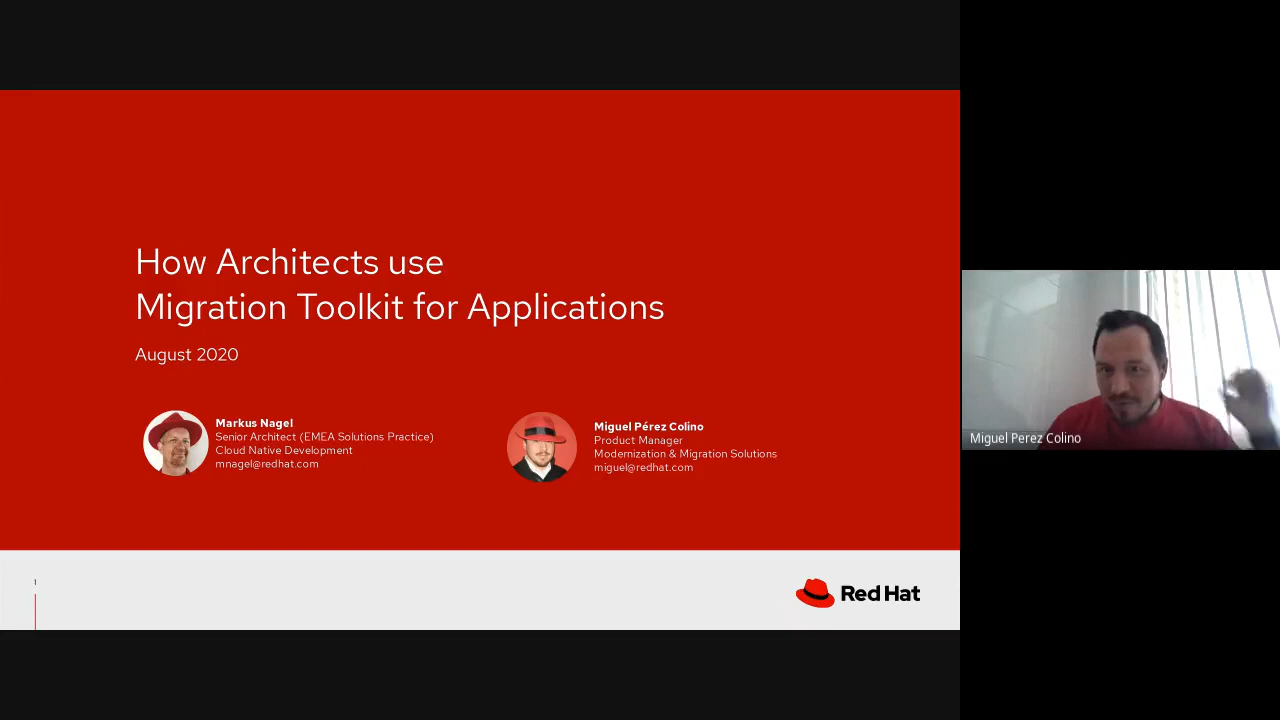 How Architects use
Migration Toolkit for Applications
August 2020
Markus Nagel
Senior Architect (EMEA Solutions Practice)
Cloud Native Development
mnagel@redhat.com
Miguel Pérez Colino
Product Manager
Modernization & Migration Solutions
miguel@redhat.com
1
Red Hat
Miguel Perez Colino